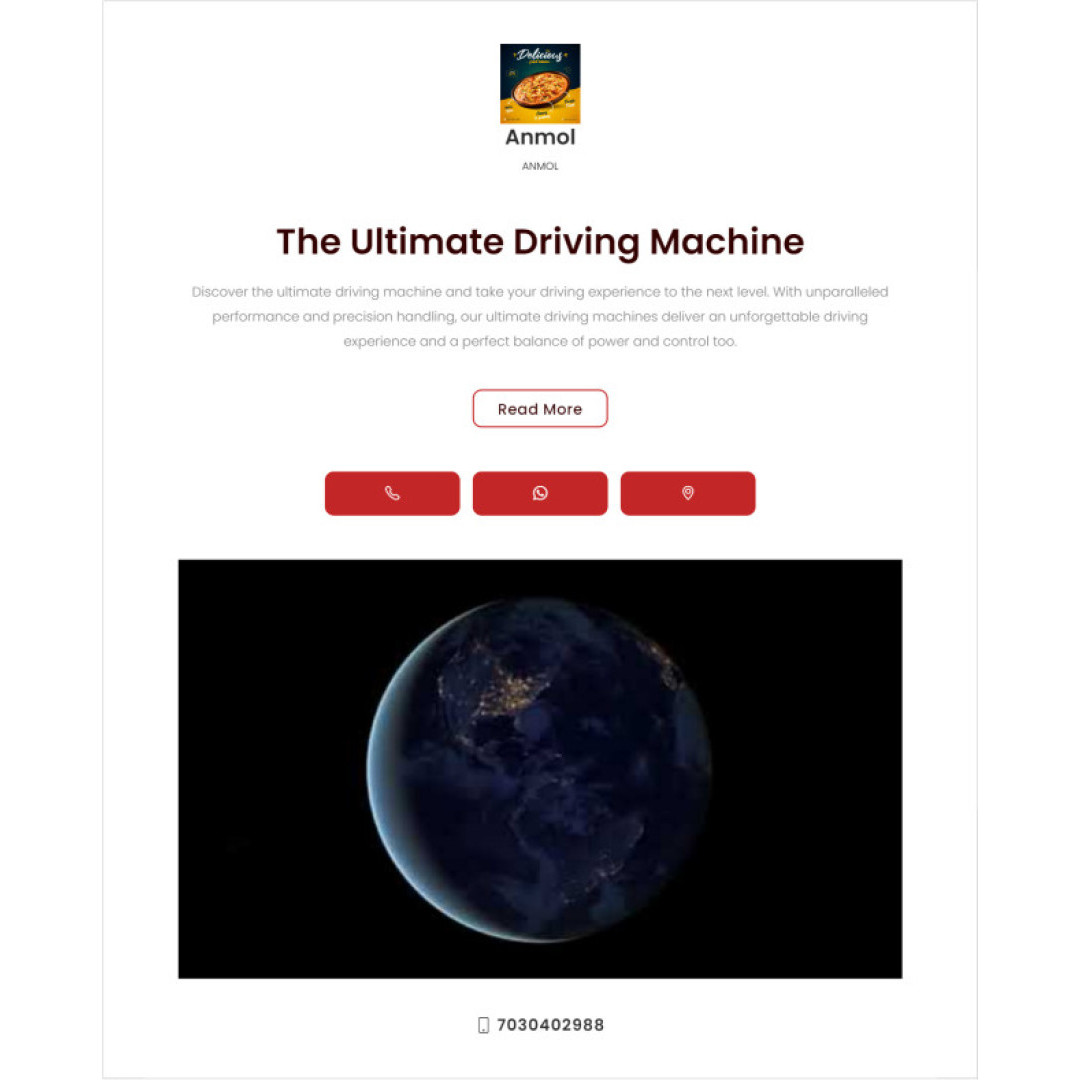 Delicious
Anmol
ANMOL
The Ultimate Driving Machine
Discover the ultimate driving machine and take your driving experience to the next level. With unparalleled
performance and precision handling, our ultimate driving machines deliver an unforgettable driving
experience and a perfect balance of power and control too.
Read More
7030402988